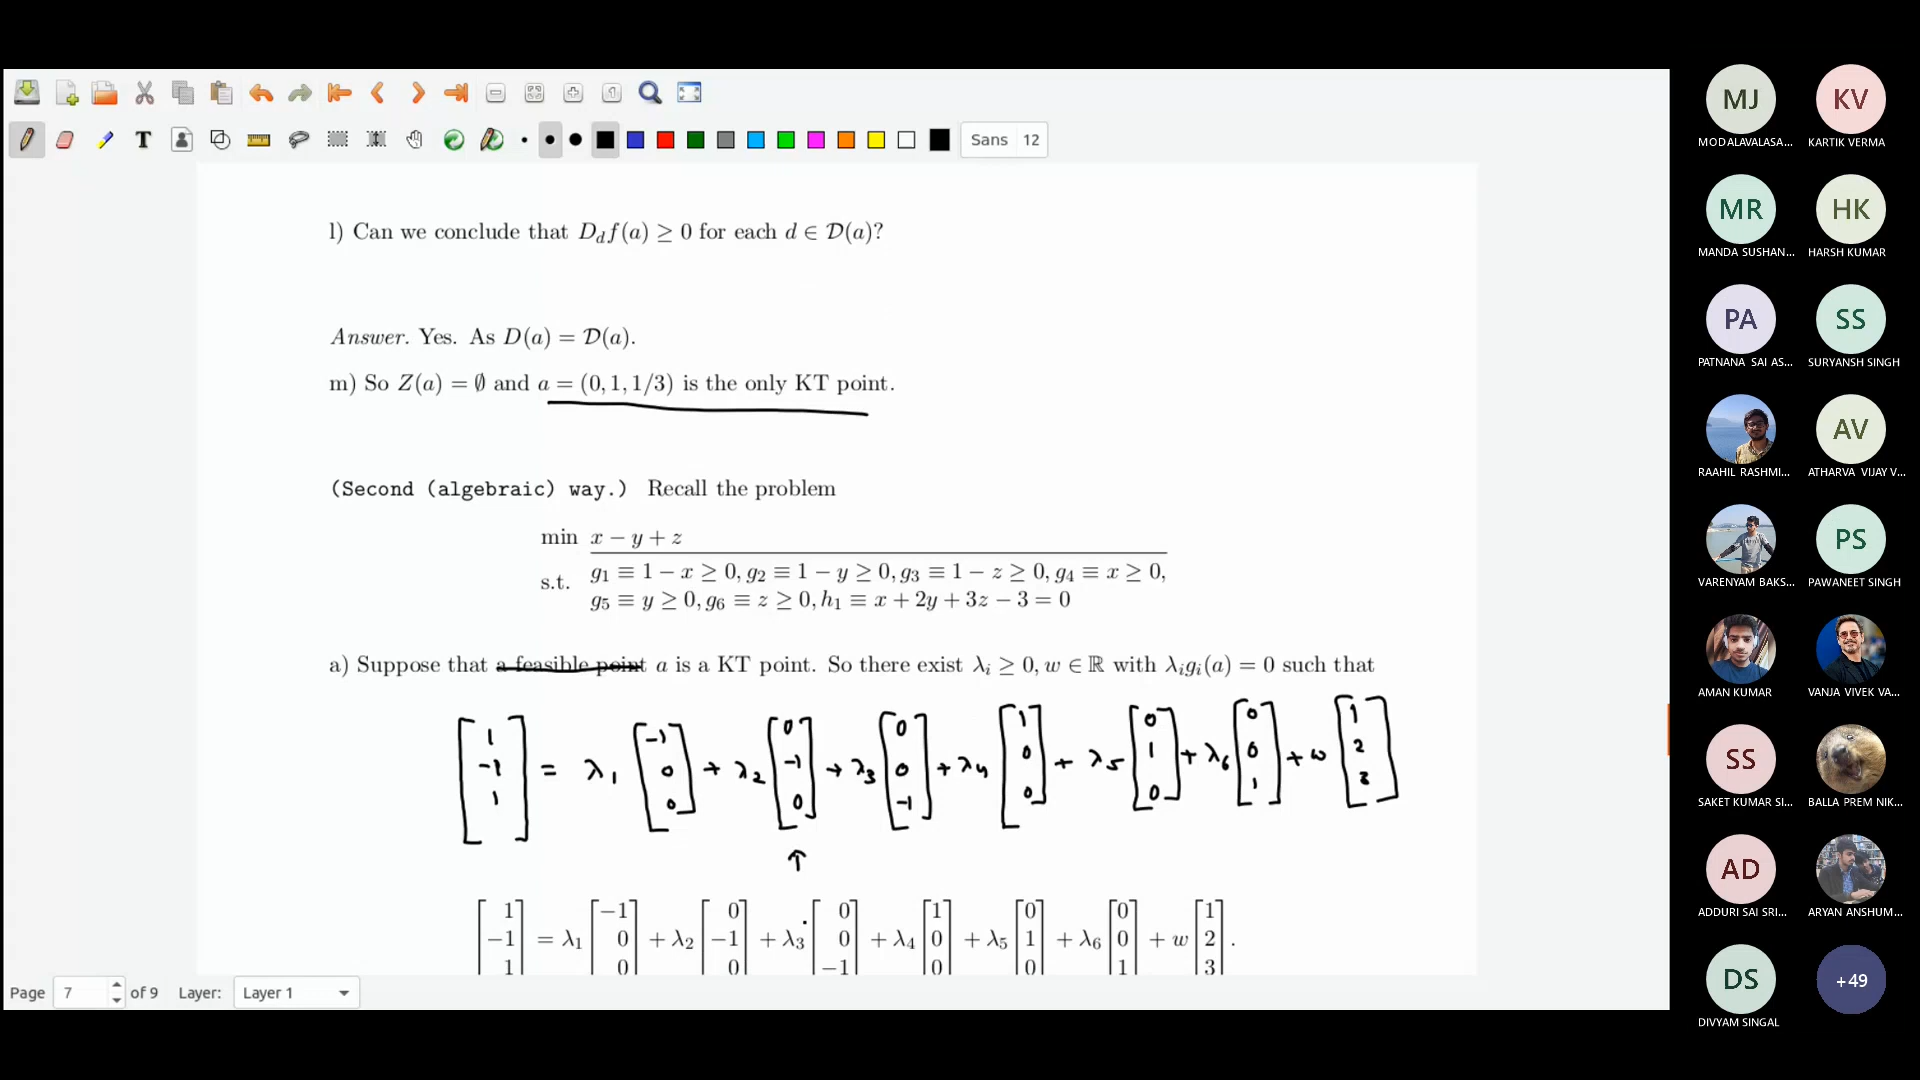 Sans 12
l) Can we conclude that D_d f(a) ≥ 0 for each d ∈ 𝒟(a)?
Answer. Yes. As D(a) = 𝒟(a).
m) So Z(a) = ∅ and a = (0, 1, 1/3) is the only KT point.
(Second (algebraic) way.) Recall the problem
min x − y + z
s.t. g₁ ≡ 1 − x ≥ 0, g₂ ≡ 1 − y ≥ 0, g₃ ≡ 1 − z ≥ 0, g₄ ≡ x ≥ 0,
g₅ ≡ y ≥ 0, g₆ ≡ z ≥ 0, h₁ ≡ x + 2y + 3z − 3 = 0
a) Suppose that a feasible point a is a KT point. So there exist λᵢ ≥ 0, w ∈ ℝ with λᵢgᵢ(a) = 0 such that
[1 -1 1] = λ₁ [-1 0 0] + λ₂ [0 -1 0] + λ₃ [0 0 -1] + λ₄ [1 0 0] + λ₅ [0 1 0] + λ₆ [0 0 1] + w [1 2 3]
↑
[1 −1 1] = λ₁ [−1 0 0] + λ₂ [0 −1 0] + λ₃ [0 0 −1] + λ₄ [1 0 0] + λ₅ [0 1 0] + λ₆ [0 0 1] + w [1 2 3].
Page 7 of 9 Layer: Layer 1
MJ KV
MODALAVALASA... KARTIK VERMA
MR HK
MANDA SUSHAN... HARSH KUMAR
PA SS
PATNANA SAI AS... SURYANSH SINGH
AV
RAAHIL RASHMI... ATHARVA VIJAY V...
PS
VARENYAM BAKS... PAWANEET SINGH
AMAN KUMAR VANJA VIVEK VA...
SS
SAKET KUMAR SI... BALLA PREM NIK...
AD
ADDURI SAI SRI... ARYAN ANSHUM...
DS +49
DIVYAM SINGAL